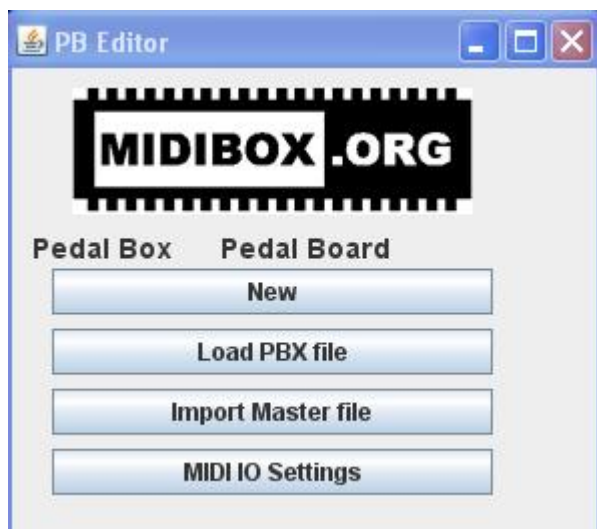 PB Editor
MIDIBOX.ORG
Pedal Box Pedal Board
New
Load PBX file
Import Master file
MIDI IO Settings